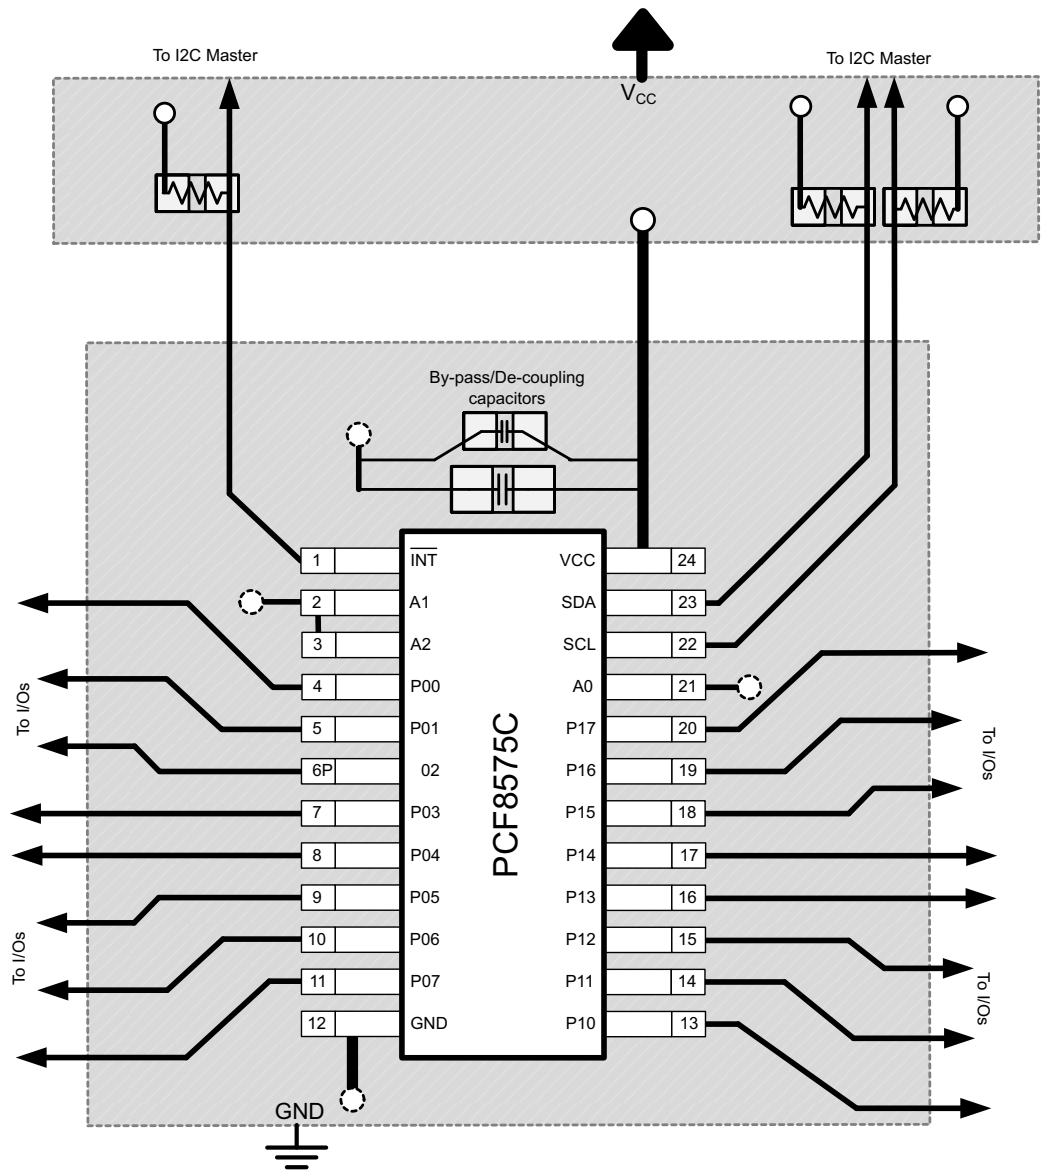 To I2C Master
To I2C Master
VCC
By-pass/De-coupling
capacitors
1 INT VCC 24
2 A1 SDA 23
3 A2 SCL 22
4 P00 A0 21
5 P01 P17 20
6P 02 P16 19
7 P03 P15 18
8 P04 P14 17
9 P05 P13 16
10 P06 P12 15
11 P07 P11 14
12 GND P10 13
PCF8575C
To I/Os
To I/Os
To I/Os
To I/Os
GND